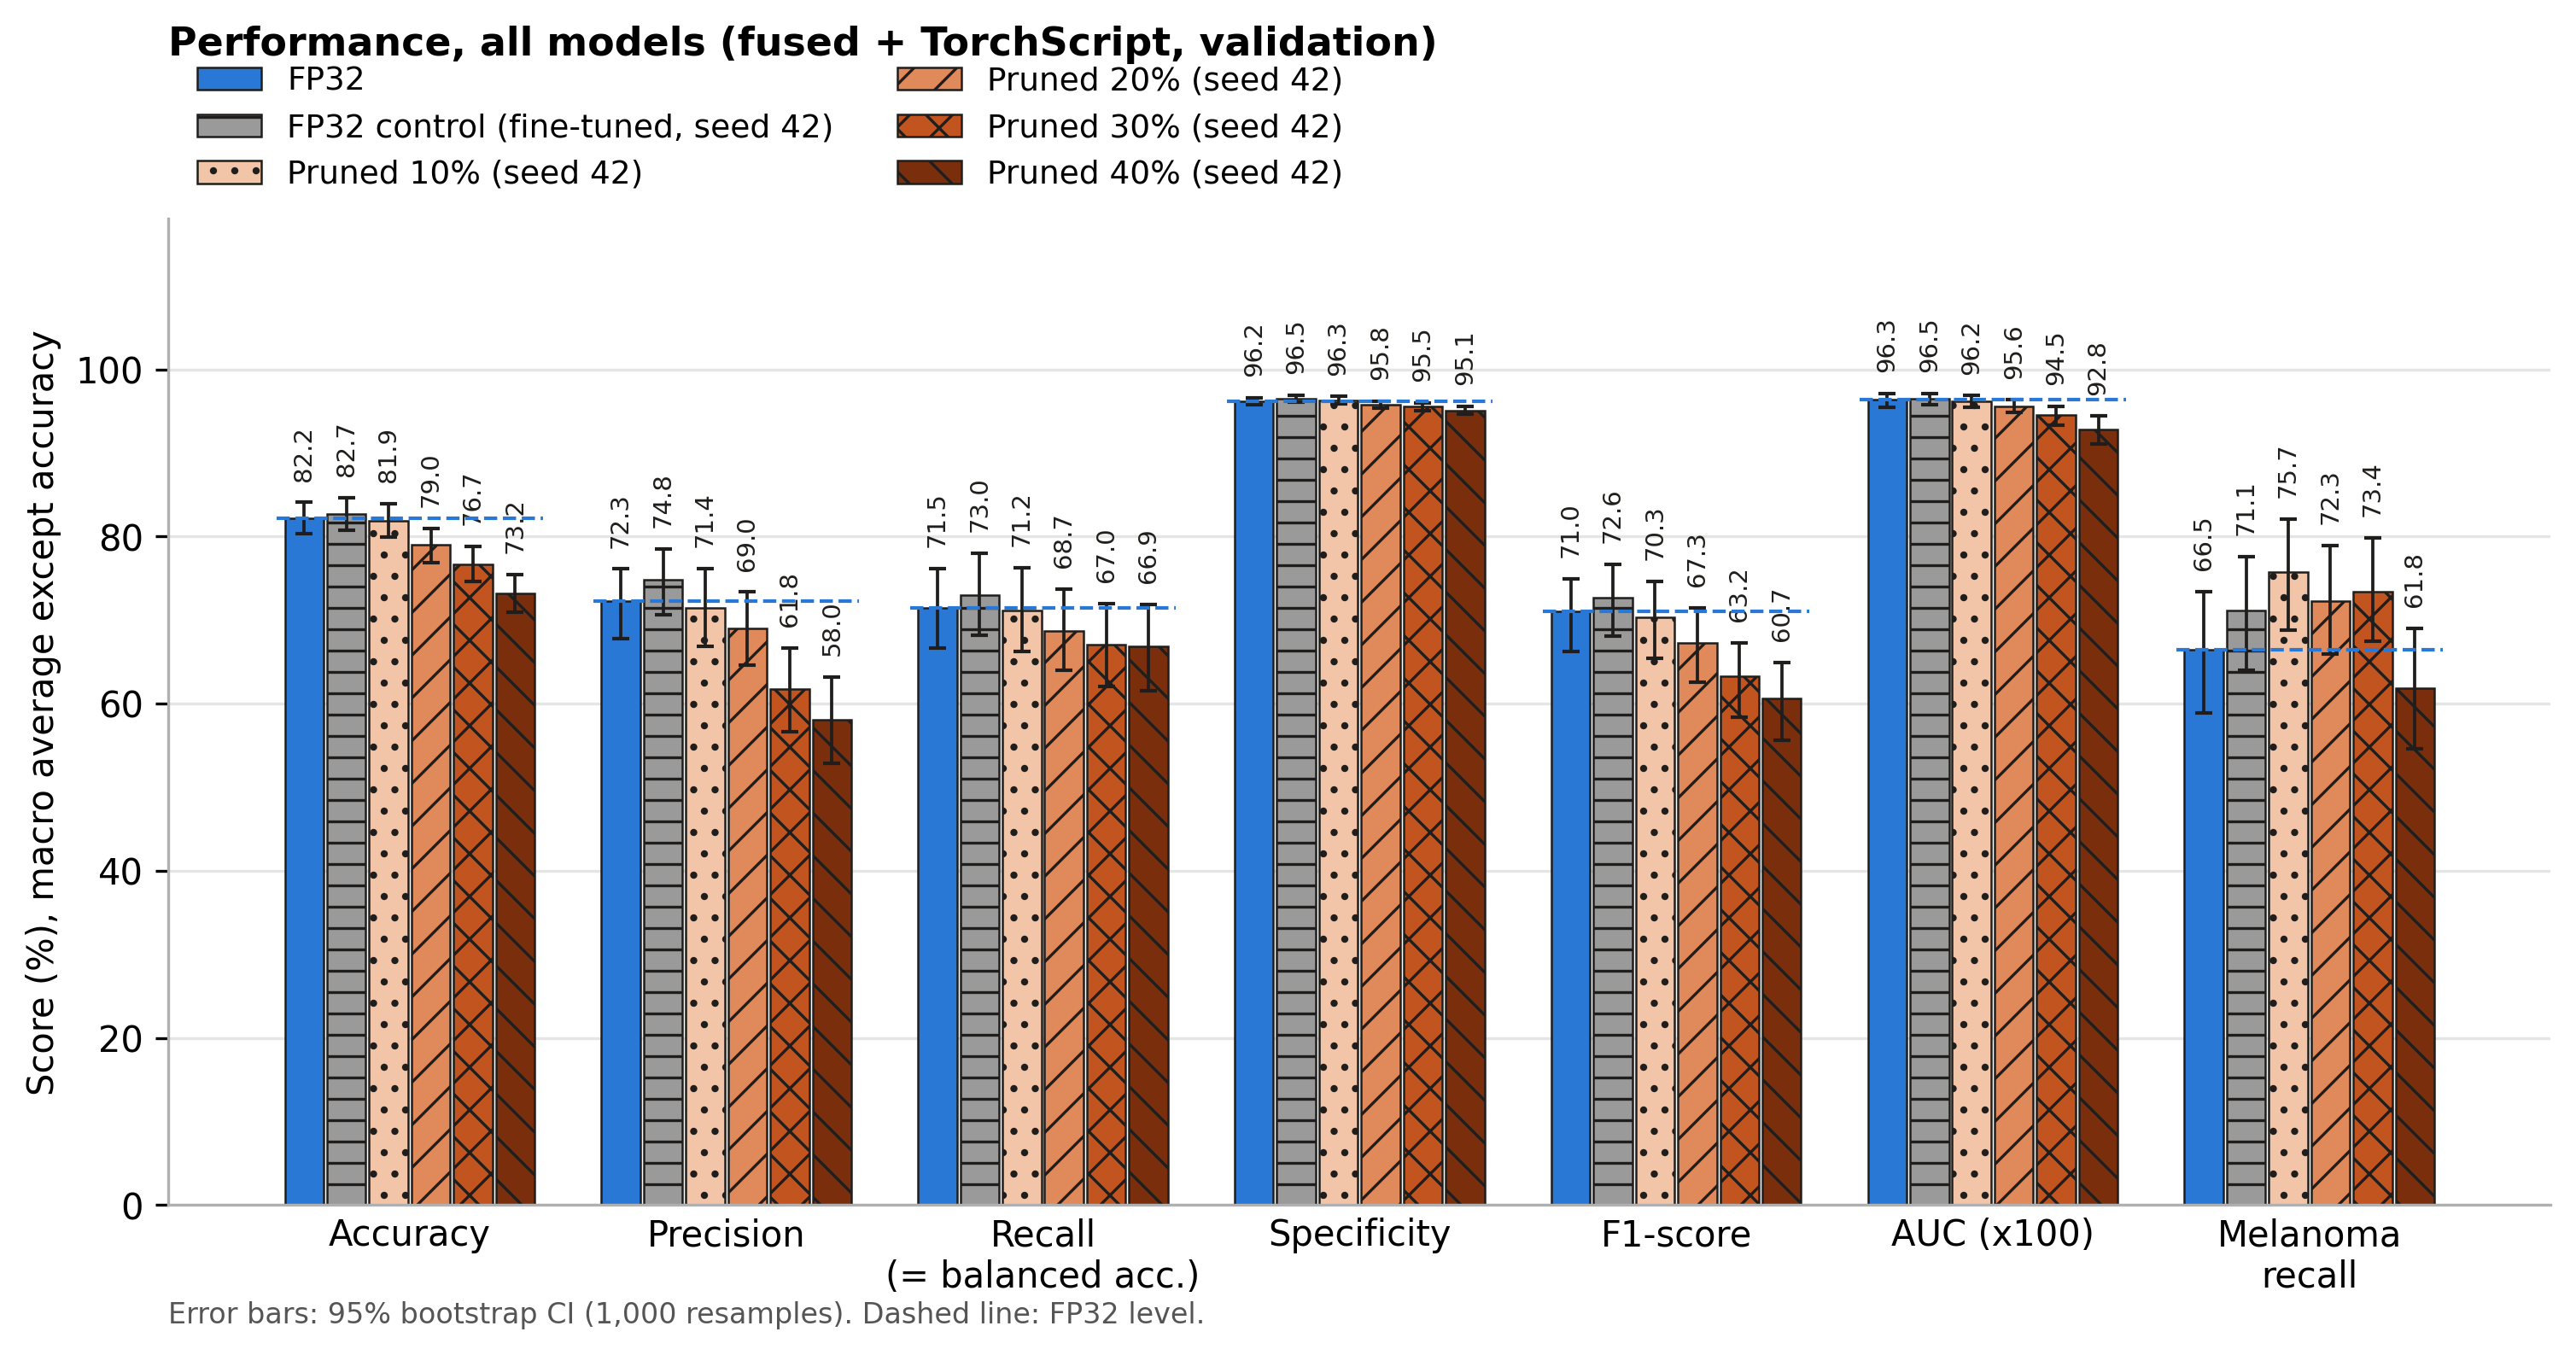 Performance, all models (fused + TorchScript, validation)
FP32
FP32 control (fine-tuned, seed 42)
Pruned 10% (seed 42)
Pruned 20% (seed 42)
Pruned 30% (seed 42)
Pruned 40% (seed 42)
Score (%), macro average except accuracy
100
80
60
40
20
0
82.2 82.7 81.9 79.0 76.7 73.2
72.3 74.8 71.4 69.0 61.8 58.0
71.5 73.0 71.2 68.7 67.0 66.9
96.2 96.5 96.3 95.8 95.5 95.1
71.0 72.6 70.3 67.3 63.2 60.7
96.3 96.5 96.2 95.6 94.5 92.8
66.5 71.1 75.7 72.3 73.4 61.8
Accuracy
Precision
Recall
(= balanced acc.)
Specificity
F1-score
AUC (x100)
Melanoma
recall
Error bars: 95% bootstrap CI (1,000 resamples). Dashed line: FP32 level.